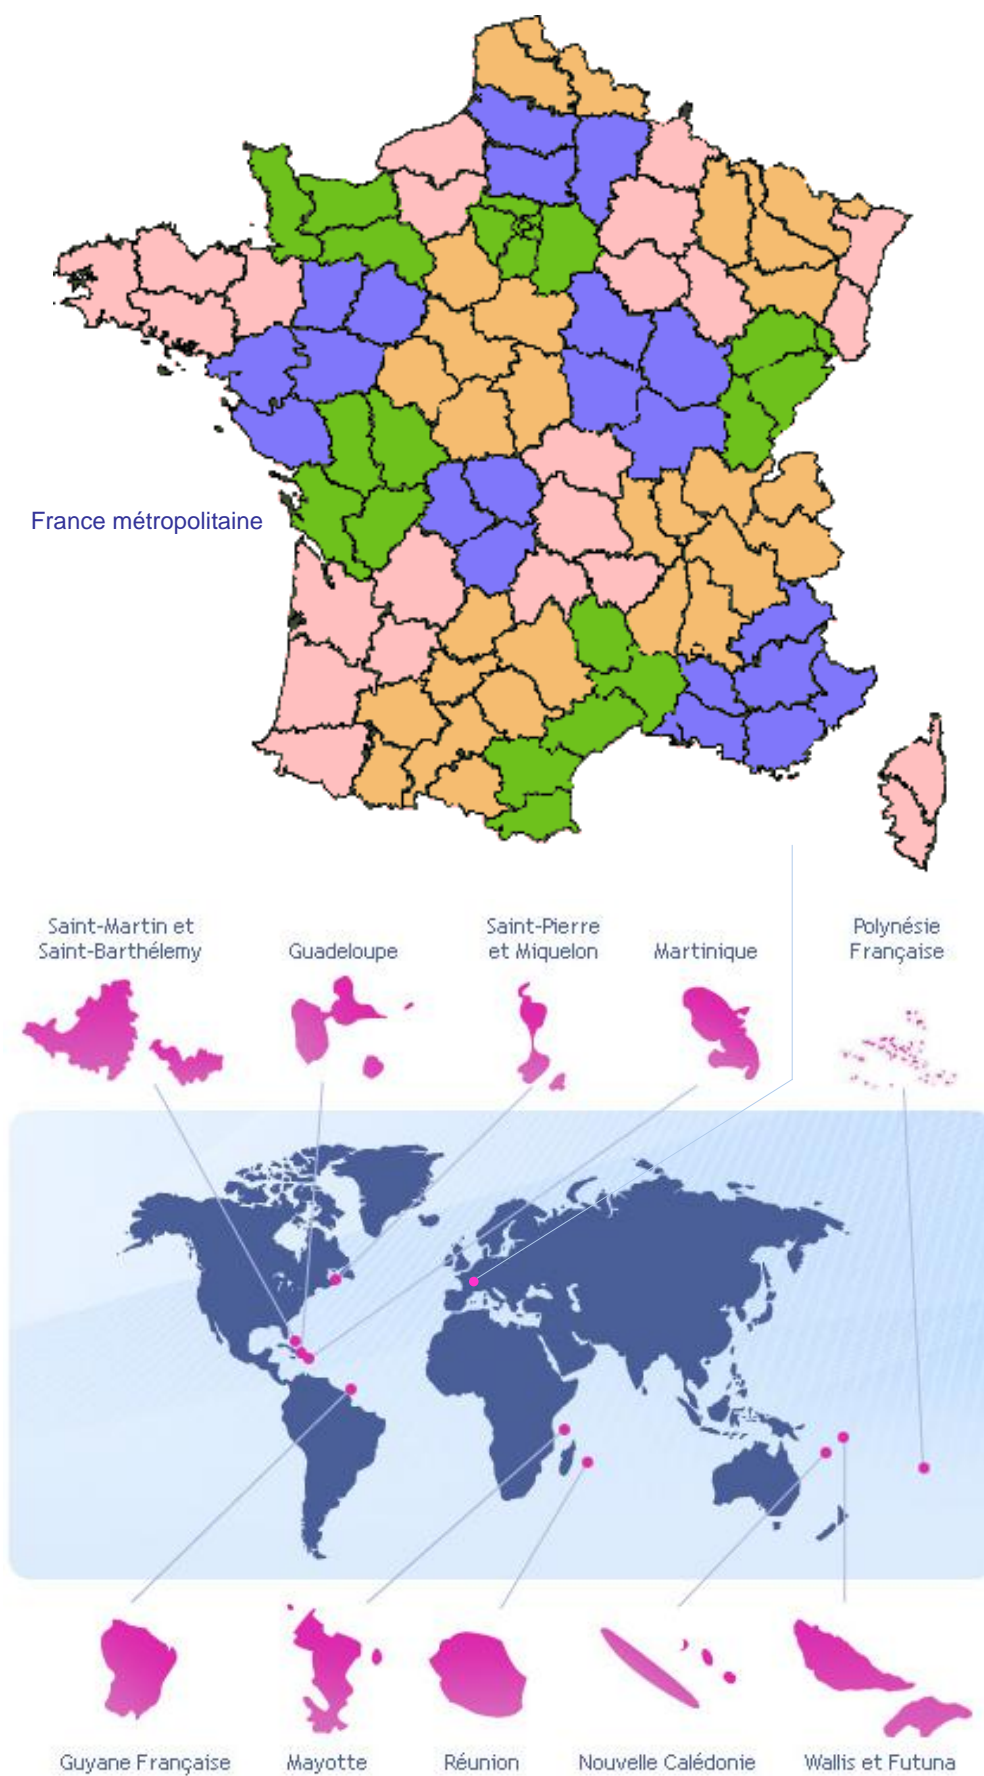 France métropolitaine
Saint-Martin et
Saint-Barthélemy
Guadeloupe
Saint-Pierre
et Miquelon
Martinique
Polynésie
Française
Guyane Française
Mayotte
Réunion
Nouvelle Calédonie
Wallis et Futuna